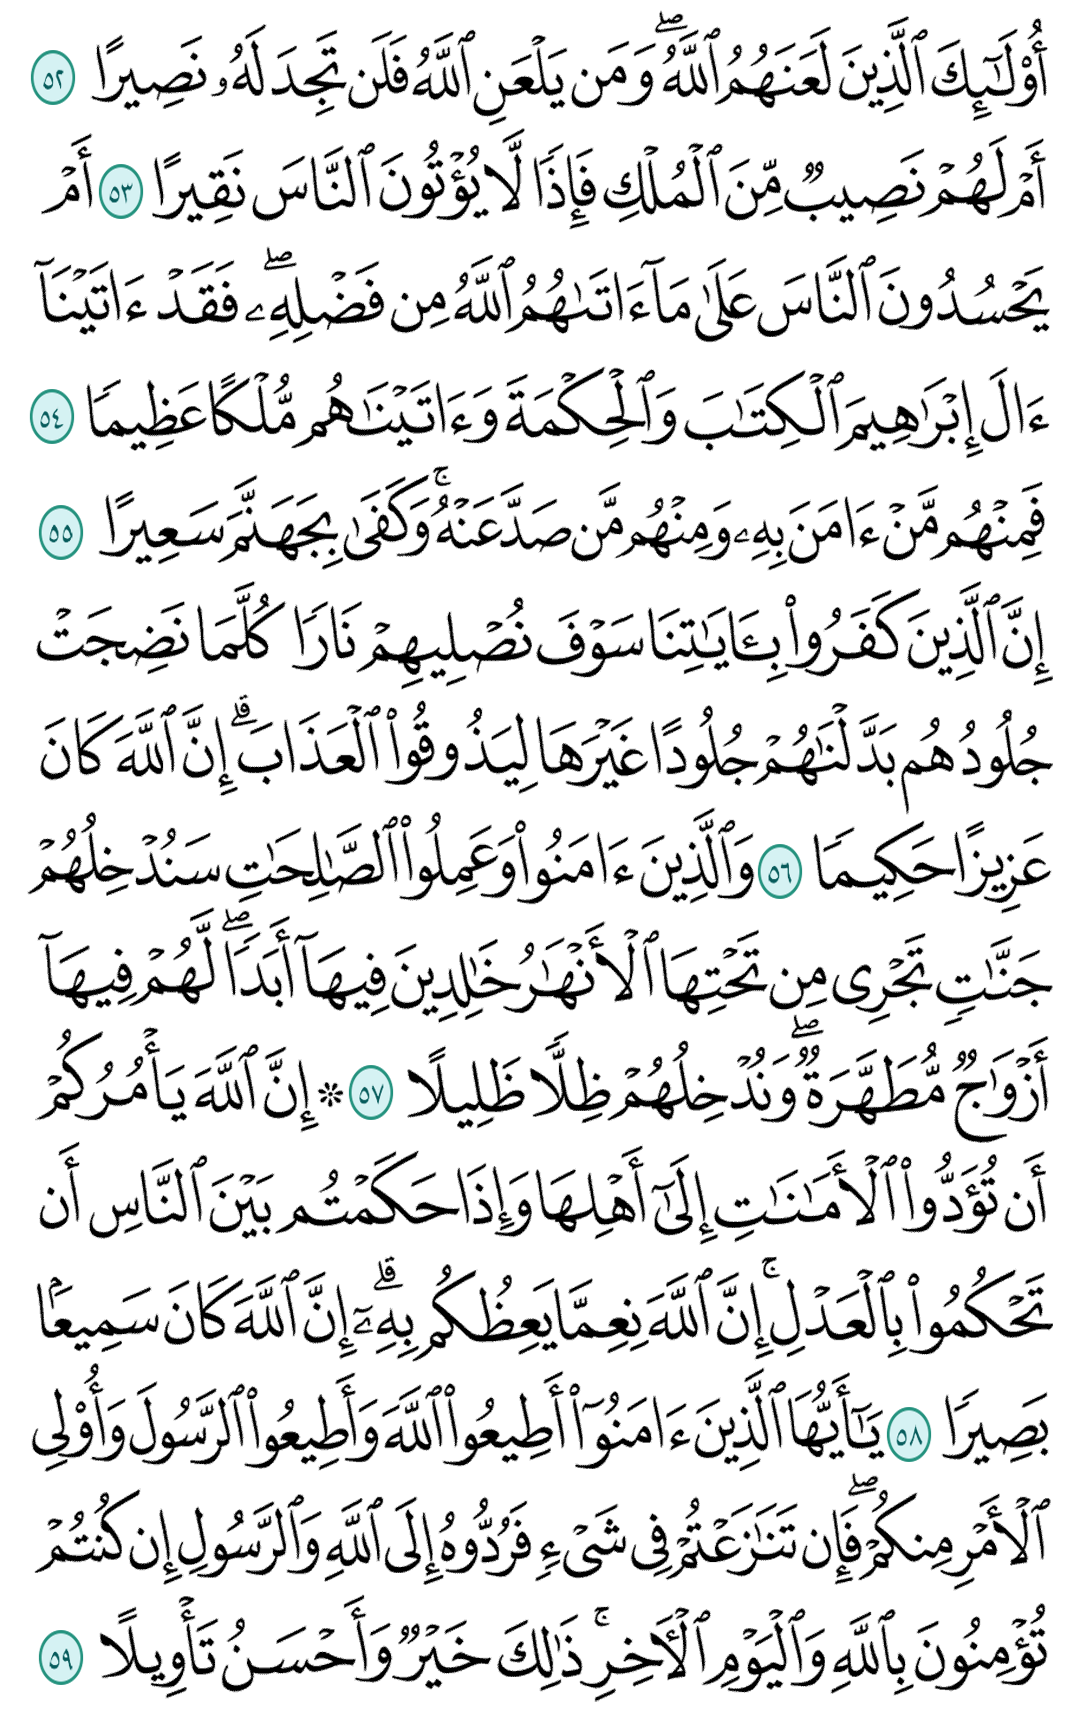 أُو۟لَـٰٓئِكَ ٱلَّذِينَ لَعَنَهُمُ ٱللَّهُۖ وَمَن يَلْعَنِ ٱللَّهُ فَلَن تَجِدَ لَهُۥ نَصِيرًا ٥٢
أَمْ لَهُمْ نَصِيبٌ مِّنَ ٱلْمُلْكِ فَإِذًا لَّا يُؤْتُونَ ٱلنَّاسَ نَقِيرًا ٥٣ أَمْ
يَحْسُدُونَ ٱلنَّاسَ عَلَىٰ مَآ ءَاتَىٰهُمُ ٱللَّهُ مِن فَضْلِهِۦۖ فَقَدْ ءَاتَيْنَآ
ءَالَ إِبْرَٰهِيمَ ٱلْكِتَـٰبَ وَٱلْحِكْمَةَ وَءَاتَيْنَـٰهُم مُّلْكًا عَظِيمًا ٥٤
فَمِنْهُم مَّنْ ءَامَنَ بِهِۦ وَمِنْهُم مَّن صَدَّ عَنْهُۚ وَكَفَىٰ بِجَهَنَّمَ سَعِيرًا ٥٥
إِنَّ ٱلَّذِينَ كَفَرُوا۟ بِـَٔايَـٰتِنَا سَوْفَ نُصْلِيهِمْ نَارًا كُلَّمَا نَضِجَتْ
جُلُودُهُم بَدَّلْنَـٰهُمْ جُلُودًا غَيْرَهَا لِيَذُوقُوا۟ ٱلْعَذَابَۗ إِنَّ ٱللَّهَ كَانَ
عَزِيزًا حَكِيمًا ٥٦ وَٱلَّذِينَ ءَامَنُوا۟ وَعَمِلُوا۟ ٱلصَّـٰلِحَـٰتِ سَنُدْخِلُهُمْ
جَنَّـٰتٍ تَجْرِى مِن تَحْتِهَا ٱلْأَنْهَـٰرُ خَـٰلِدِينَ فِيهَآ أَبَدًاۖ لَّهُمْ فِيهَآ
أَزْوَٰجٌ مُّطَهَّرَةٌۖ وَنُدْخِلُهُمْ ظِلًّا ظَلِيلًا ٥٧ ۞ إِنَّ ٱللَّهَ يَأْمُرُكُمْ
أَن تُؤَدُّوا۟ ٱلْأَمَـٰنَـٰتِ إِلَىٰٓ أَهْلِهَا وَإِذَا حَكَمْتُم بَيْنَ ٱلنَّاسِ أَن
تَحْكُمُوا۟ بِٱلْعَدْلِۚ إِنَّ ٱللَّهَ نِعِمَّا يَعِظُكُم بِهِۦٓۗ إِنَّ ٱللَّهَ كَانَ سَمِيعًۢا
بَصِيرًا ٥٨ يَـٰٓأَيُّهَا ٱلَّذِينَ ءَامَنُوٓا۟ أَطِيعُوا۟ ٱللَّهَ وَأَطِيعُوا۟ ٱلرَّسُولَ وَأُو۟لِى
ٱلْأَمْرِ مِنكُمْۖ فَإِن تَنَـٰزَعْتُمْ فِى شَىْءٍ فَرُدُّوهُ إِلَى ٱللَّهِ وَٱلرَّسُولِ إِن كُنتُمْ
تُؤْمِنُونَ بِٱللَّهِ وَٱلْيَوْمِ ٱلْـَٔاخِرِۚ ذَٰلِكَ خَيْرٌ وَأَحْسَنُ تَأْوِيلًا ٥٩